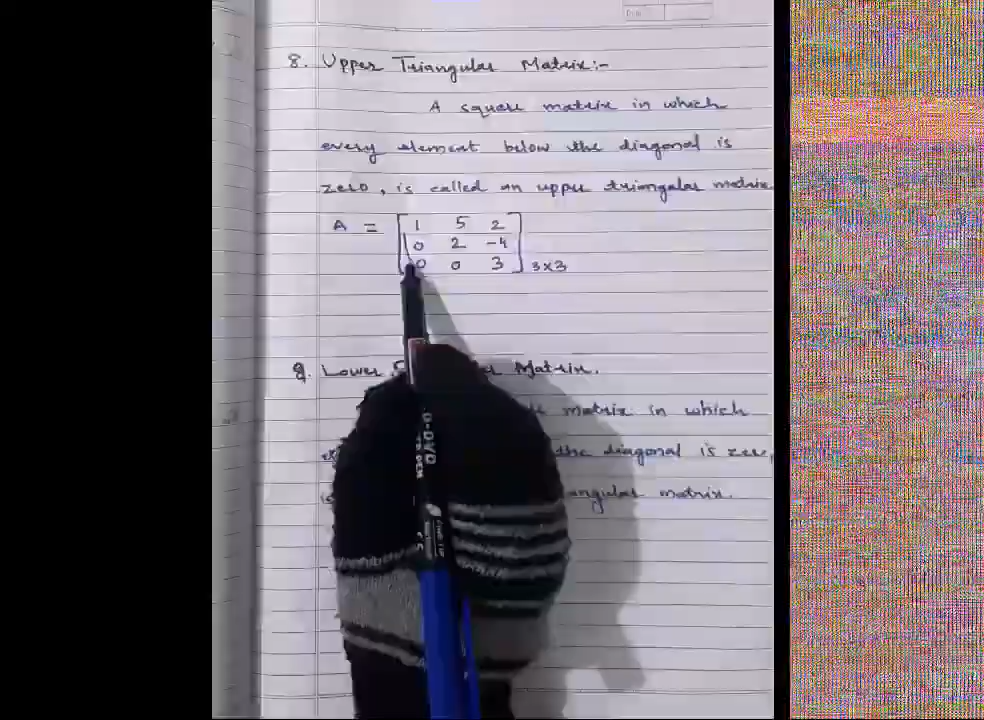 8. Upper Triangular Matrix:-
A square matrix in which
every element below the diagonal is
zero, is called an upper triangular matrix.
A = [1 5 2
0 2 -4
0 0 3] 3x3
9. Lower Matrix.
matrix in which
the diagonal is zero,
is angular matrix.